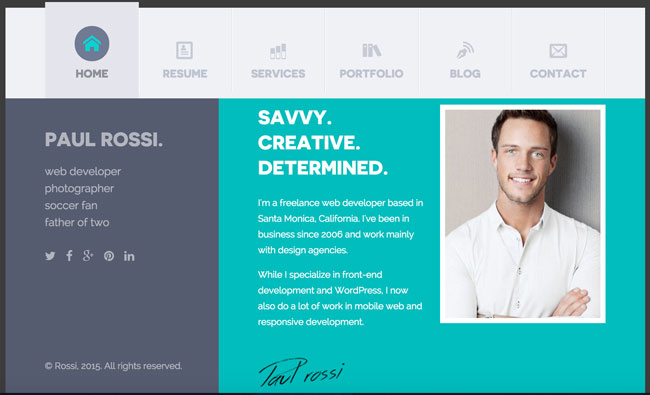 HOME
RESUME
SERVICES
PORTFOLIO
BLOG
CONTACT
PAUL ROSSI.
web developer
photographer
soccer fan
father of two
© Rossi, 2015. All rights reserved.
SAVVY.
CREATIVE.
DETERMINED.
I'm a freelance web developer based in
Santa Monica, California. I've been in
business since 2006 and work mainly
with design agencies.
While I specialize in front-end
development and WordPress, I now
also do a lot of work in mobile web and
responsive development.
Paul rossi